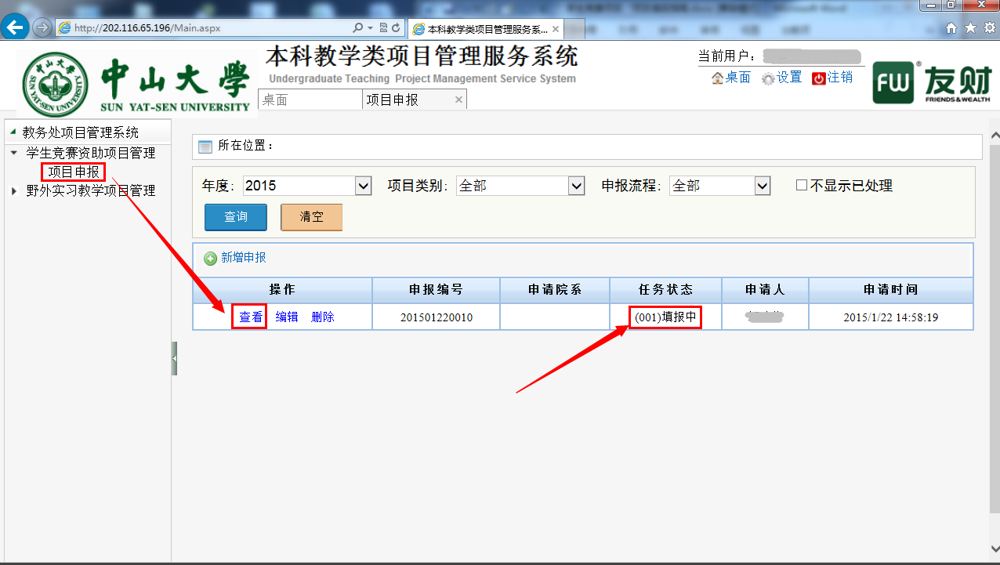 http://202.116.65.196/Main.aspx
本科教学类项目管理服务系...
中山大学
SUN YAT-SEN UNIVERSITY
中山大學
SUN YAT-SEN UNIVERSITY
本科教学类项目管理服务系统
Undergraduate Teaching Project Management Service System
当前用户：
桌面 设置 注销
FW ® 友财
FRIENDS & WEALTH
桌面 项目申报
教务处项目管理系统
学生竞赛资助项目管理
项目申报
野外实习教学项目管理
所在位置：
年度: 2015 项目类别: 全部 申报流程: 全部 不显示已处理
查询 清空
新增申报
操作 申报编号 申请院系 任务状态 申请人 申请时间
查看 编辑 删除 201501220010 (001)填报中 2015/1/22 14:58:19